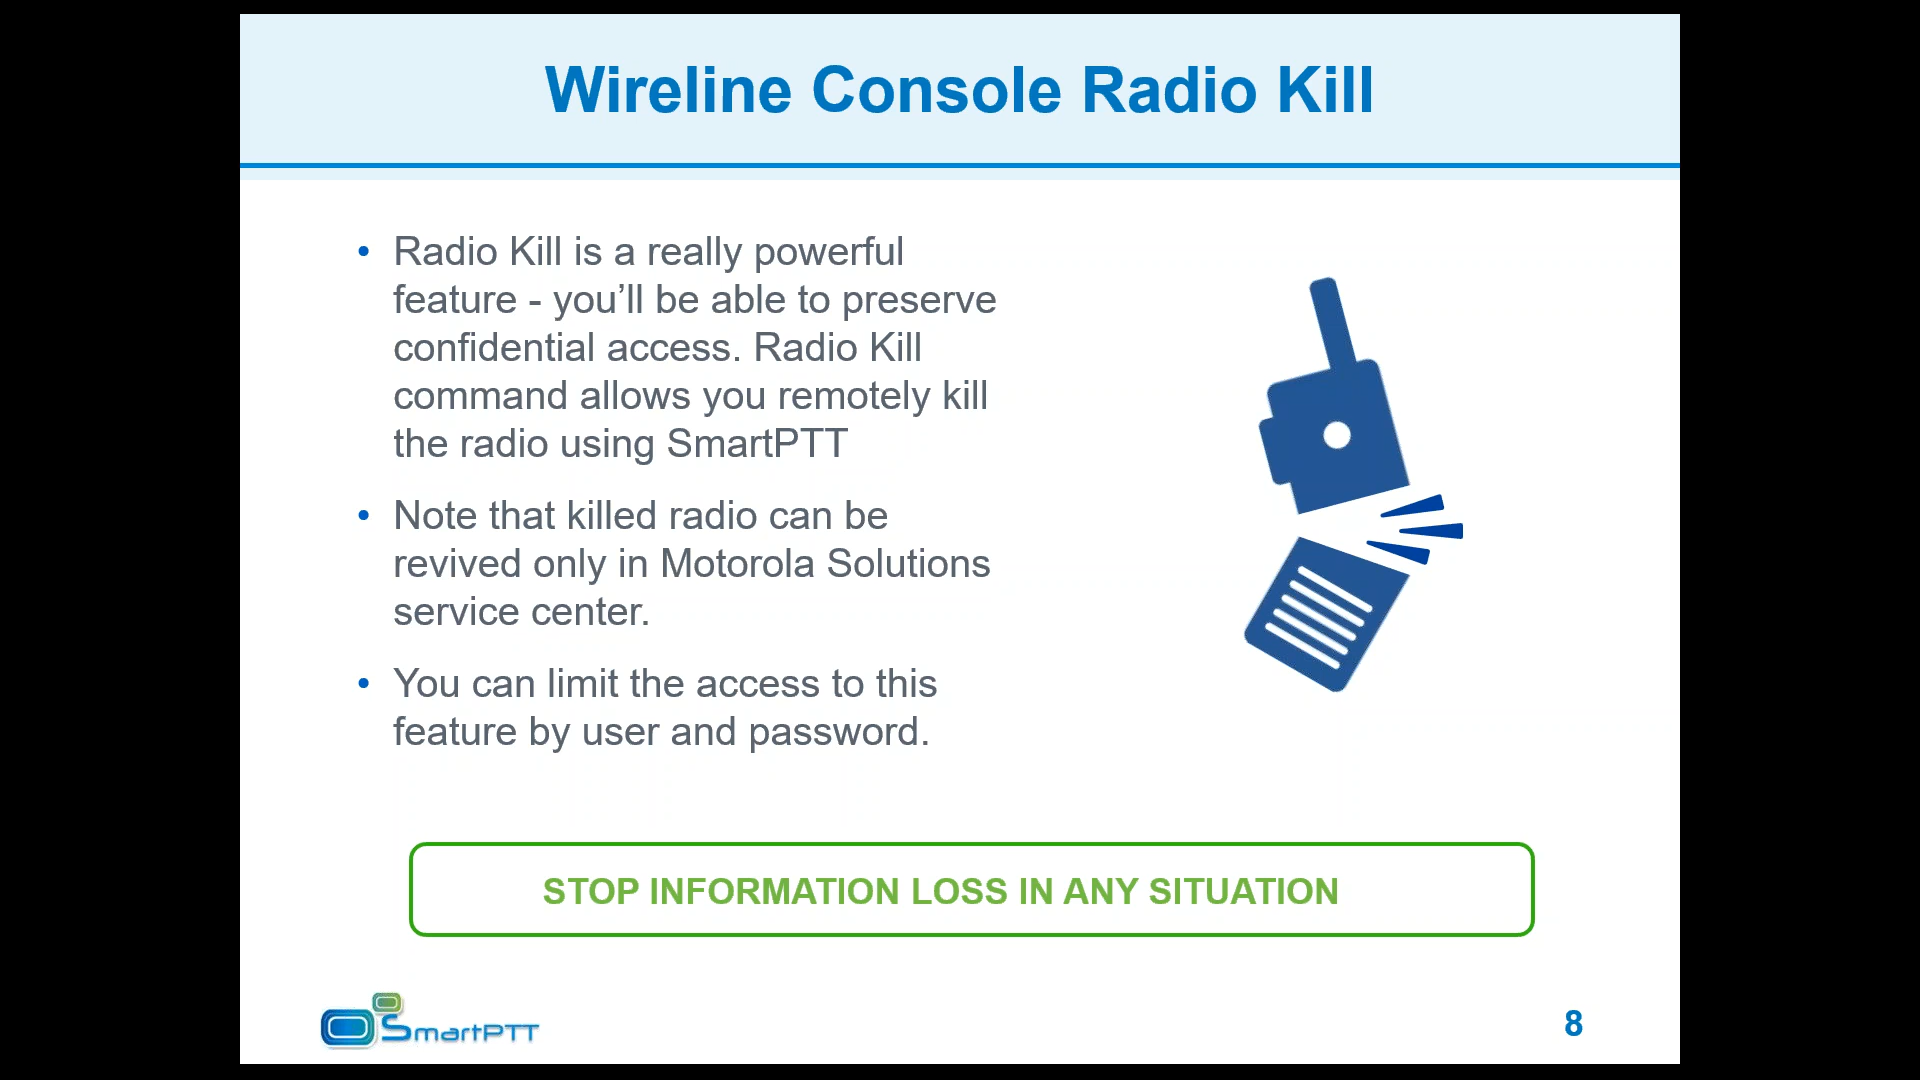 Wireline Console Radio Kill
• Radio Kill is a really powerful
feature - you’ll be able to preserve
confidential access. Radio Kill
command allows you remotely kill
the radio using SmartPTT
• Note that killed radio can be
revived only in Motorola Solutions
service center.
• You can limit the access to this
feature by user and password.
STOP INFORMATION LOSS IN ANY SITUATION
SmartPTT
8